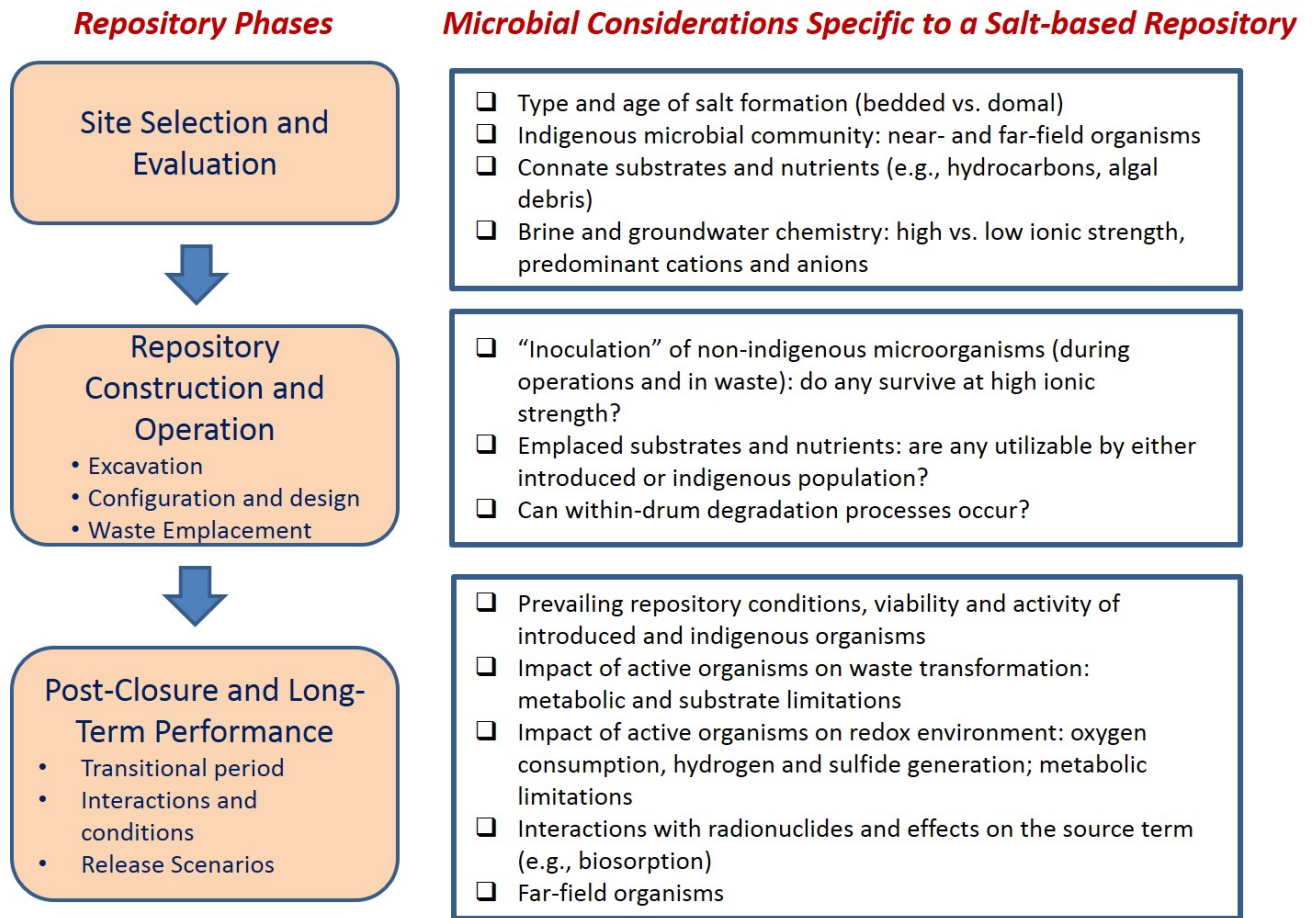 Repository Phases
Microbial Considerations Specific to a Salt-based Repository
Site Selection and
Evaluation
❑ Type and age of salt formation (bedded vs. domal)
❑ Indigenous microbial community: near- and far-field organisms
❑ Connate substrates and nutrients (e.g., hydrocarbons, algal
debris)
❑ Brine and groundwater chemistry: high vs. low ionic strength,
predominant cations and anions
Repository
Construction and
Operation
• Excavation
• Configuration and design
• Waste Emplacement
❑ “Inoculation” of non-indigenous microorganisms (during
operations and in waste): do any survive at high ionic
strength?
❑ Emplaced substrates and nutrients: are any utilizable by either
introduced or indigenous population?
❑ Can within-drum degradation processes occur?
Post-Closure and Long-
Term Performance
• Transitional period
• Interactions and
conditions
• Release Scenarios
❑ Prevailing repository conditions, viability and activity of
introduced and indigenous organisms
❑ Impact of active organisms on waste transformation:
metabolic and substrate limitations
❑ Impact of active organisms on redox environment: oxygen
consumption, hydrogen and sulfide generation; metabolic
limitations
❑ Interactions with radionuclides and effects on the source term
(e.g., biosorption)
❑ Far-field organisms